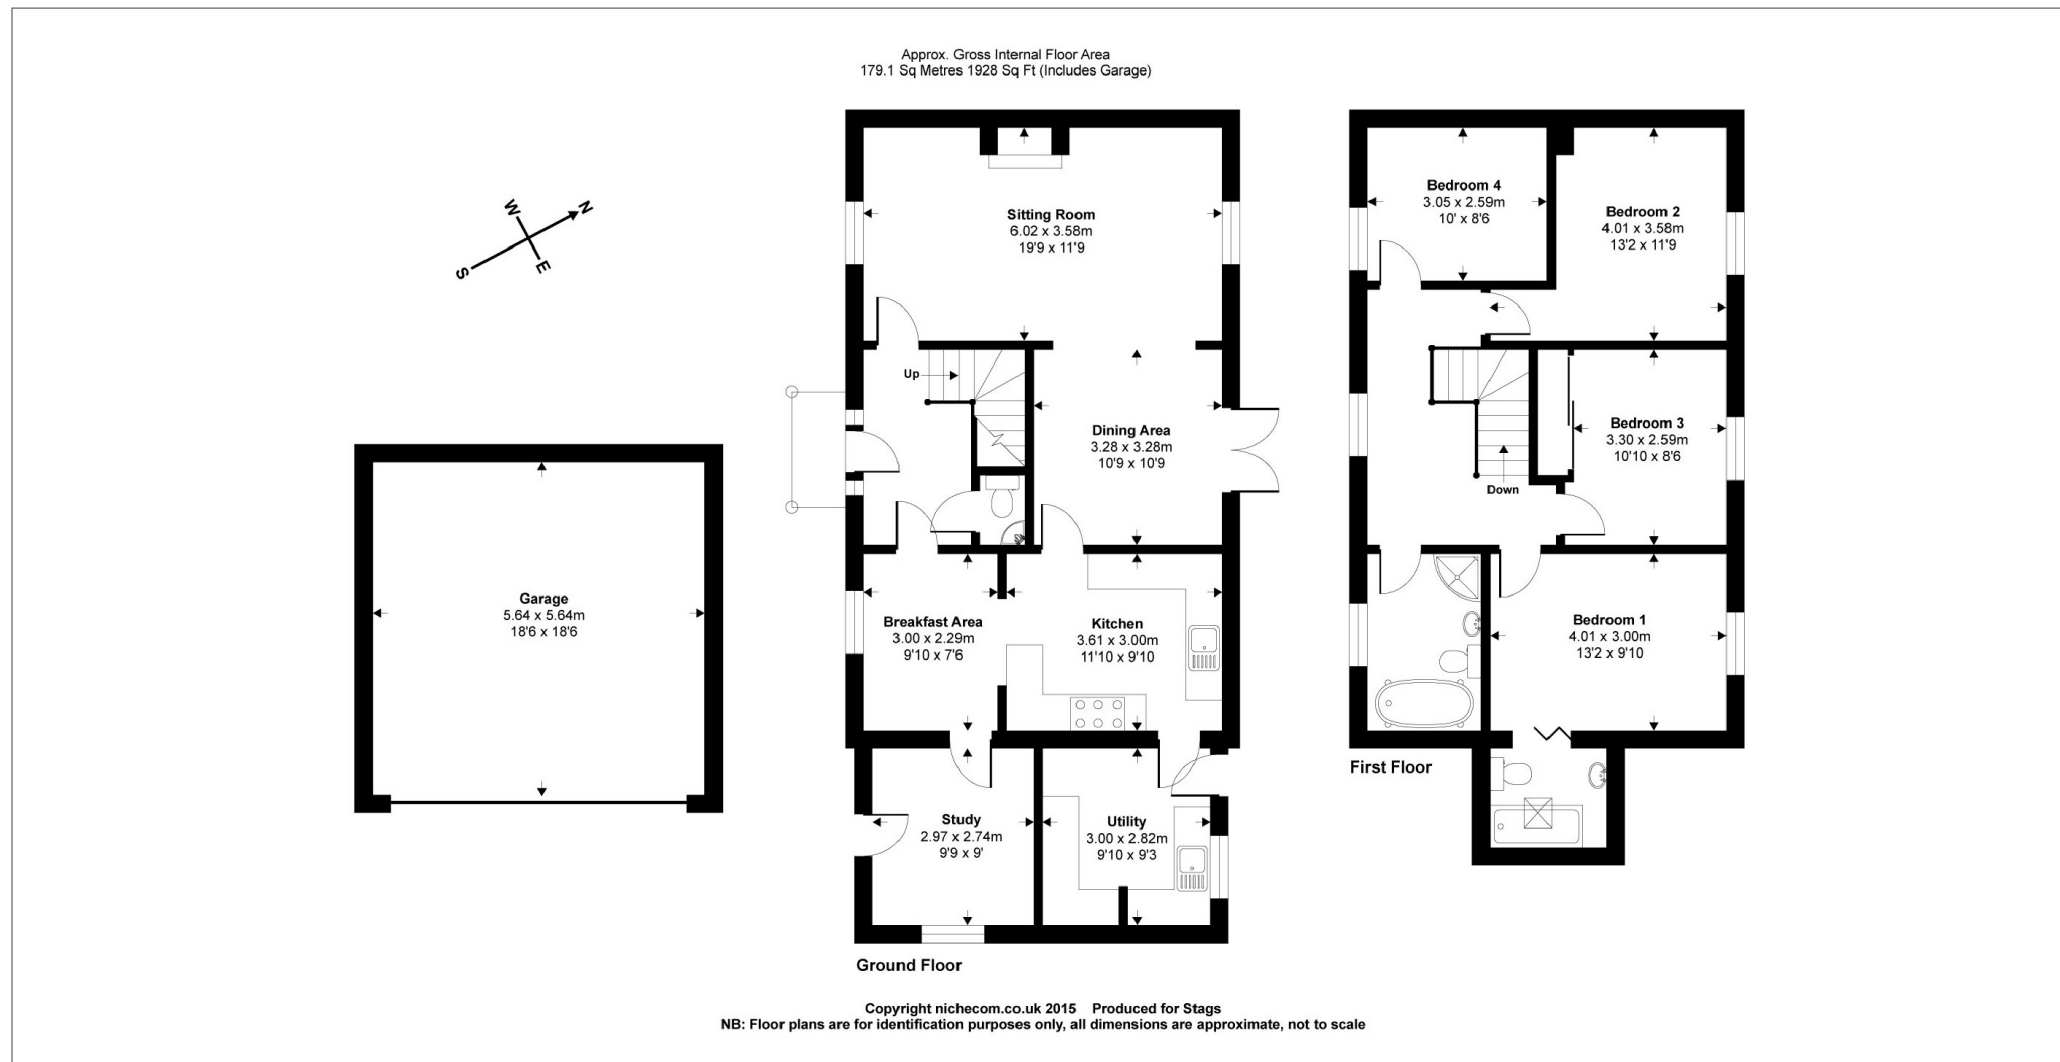 Approx. Gross Internal Floor Area
179.1 Sq Metres 1928 Sq Ft (Includes Garage)
W
N
S
E
Garage
5.64 x 5.64m
18'6 x 18'6
Sitting Room
6.02 x 3.58m
19'9 x 11'9
Up
Dining Area
3.28 x 3.28m
10'9 x 10'9
Breakfast Area
3.00 x 2.29m
9'10 x 7'6
Kitchen
3.61 x 3.00m
11'10 x 9'10
Study
2.97 x 2.74m
9'9 x 9'
Utility
3.00 x 2.82m
9'10 x 9'3
Ground Floor
Bedroom 4
3.05 x 2.59m
10' x 8'6
Bedroom 2
4.01 x 3.58m
13'2 x 11'9
Bedroom 3
3.30 x 2.59m
10'10 x 8'6
Down
Bedroom 1
4.01 x 3.00m
13'2 x 9'10
First Floor
Copyright nichecom.co.uk 2015 Produced for Stags
NB: Floor plans are for identification purposes only, all dimensions are approximate, not to scale